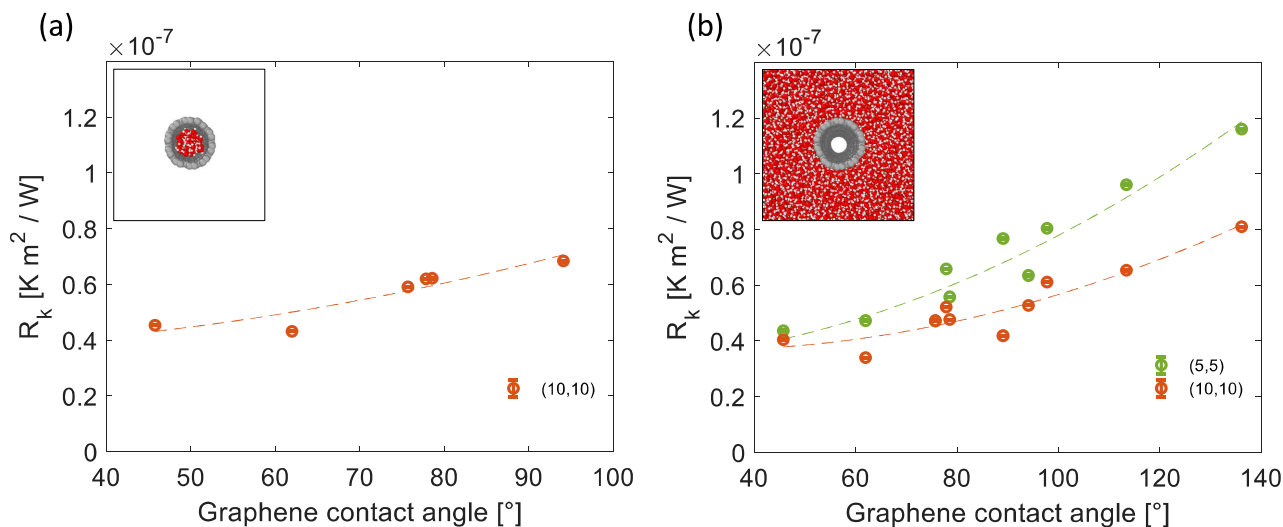 (a)
×10⁻⁷
1.2
1
0.8
0.6
0.4
0.2
0
R_k [K m² / W]
40 50 60 70 80 90 100
Graphene contact angle [°]
(10,10)
(b)
×10⁻⁷
1.2
1
0.8
0.6
0.4
0.2
0
R_k [K m² / W]
40 60 80 100 120 140
Graphene contact angle [°]
(5,5)
(10,10)